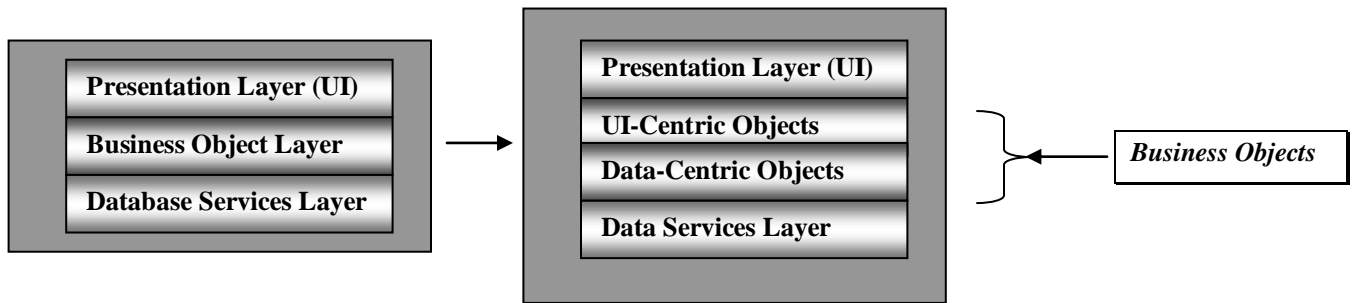 Presentation Layer (UI)
Business Object Layer
Database Services Layer
Presentation Layer (UI)
UI-Centric Objects
Data-Centric Objects
Data Services Layer
Business Objects